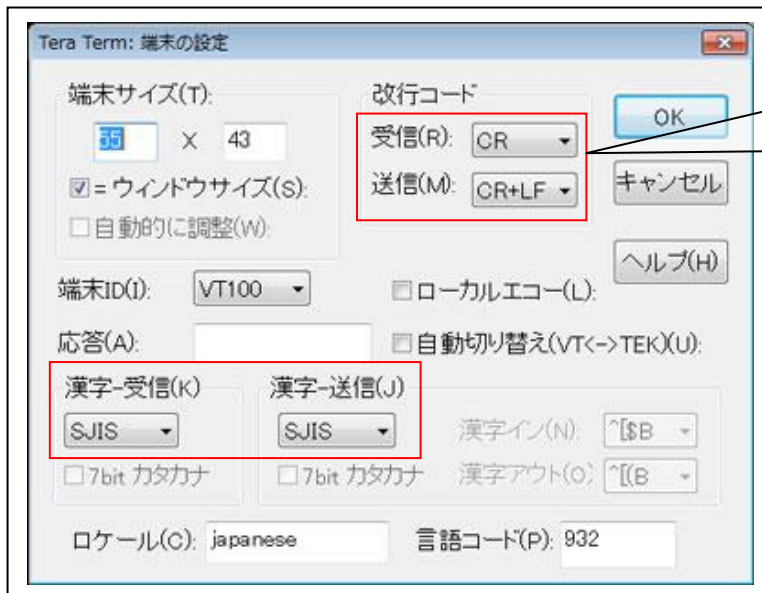 Tera Term: 端末の設定
端末サイズ(T):
55 X 43
=ウィンドウサイズ(S):
自動的に調整(W):
改行コード
受信(R): CR
送信(M): CR+LF
OK
キャンセル
ヘルプ(H)
端末ID(I): VT100
ローカルエコー(L):
応答(A):
自動切り替え(VT<->TEK)(U):
漢字-受信(K)
SJIS
7bit カタカナ
漢字-送信(J)
SJIS
7bit カタカナ
漢字イン(N): ^[$B
漢字アウト(O) ^[(B
ロケール(C): japanese
言語コード(P): 932